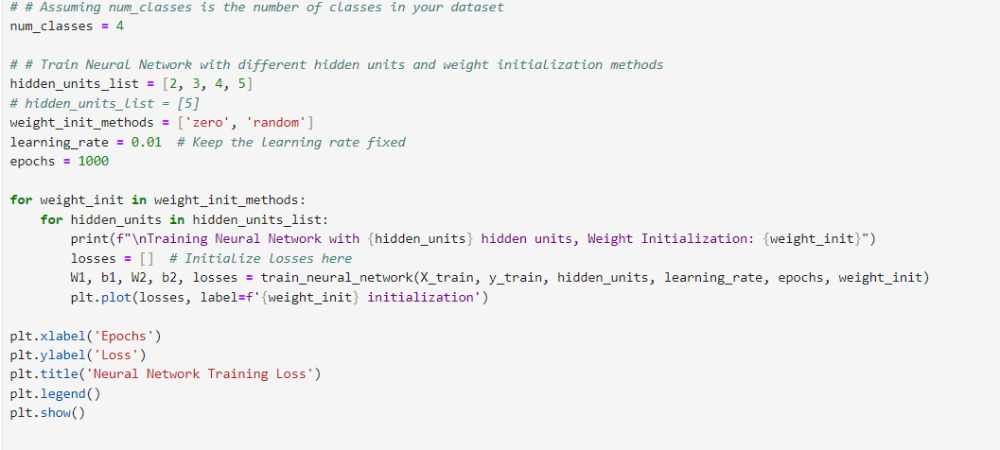 # # Assuming num_classes is the number of classes in your dataset
num_classes = 4
# # Train Neural Network with different hidden units and weight initialization methods
hidden_units_list = [2, 3, 4, 5]
# hidden_units_list = [5]
weight_init_methods = ['zero', 'random']
learning_rate = 0.01  # Keep the learning rate fixed
epochs = 1000
for weight_init in weight_init_methods:
    for hidden_units in hidden_units_list:
        print(f"\nTraining Neural Network with {hidden_units} hidden units, Weight Initialization: {weight_init}")
        losses = []  # Initialize losses here
        W1, b1, W2, b2, losses = train_neural_network(X_train, y_train, hidden_units, learning_rate, epochs, weight_init)
        plt.plot(losses, label=f'{weight_init} initialization')
plt.xlabel('Epochs')
plt.ylabel('Loss')
plt.title('Neural Network Training Loss')
plt.legend()
plt.show()